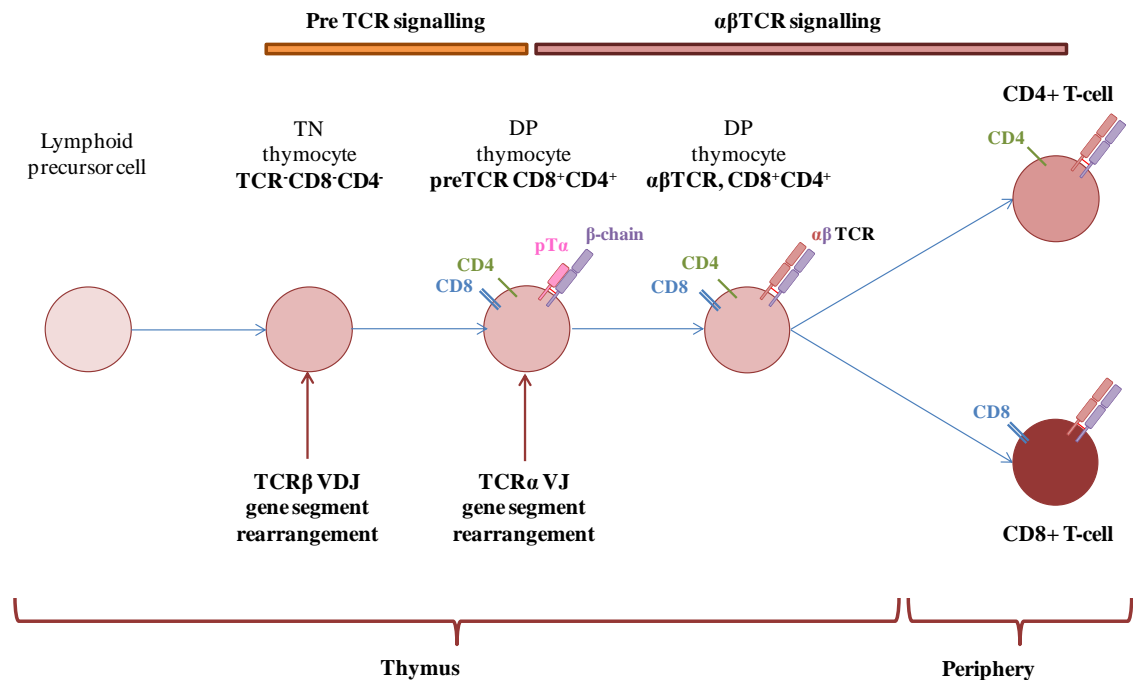 Pre TCR signalling
αβTCR signalling
Lymphoid
precursor cell
TN
thymocyte
TCR⁻CD8⁻CD4⁻
DP
thymocyte
preTCR CD8⁺CD4⁺
DP
thymocyte
αβTCR, CD8⁺CD4⁺
CD4+ T-cell
CD4
pTα
β-chain
CD4
CD8
αβ TCR
CD4
CD8
CD8
TCRβ VDJ
gene segment
rearrangement
TCRα VJ
gene segment
rearrangement
CD8+ T-cell
Thymus
Periphery